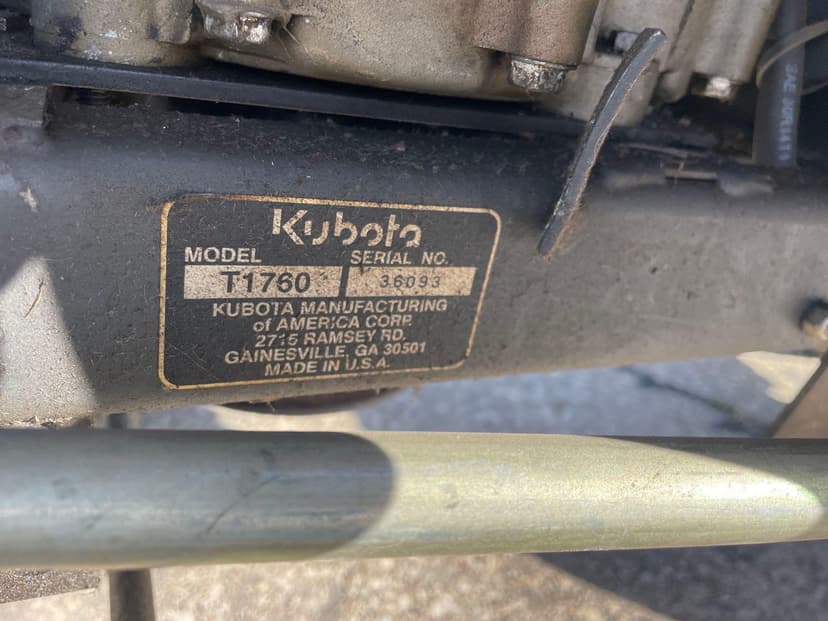 Kubota
MODEL SERIAL NO.
T1760 36093
KUBOTA MANUFACTURING
of AMERICA CORP.
2715 RAMSEY RD.
GAINESVILLE, GA 30501
MADE IN U.S.A.